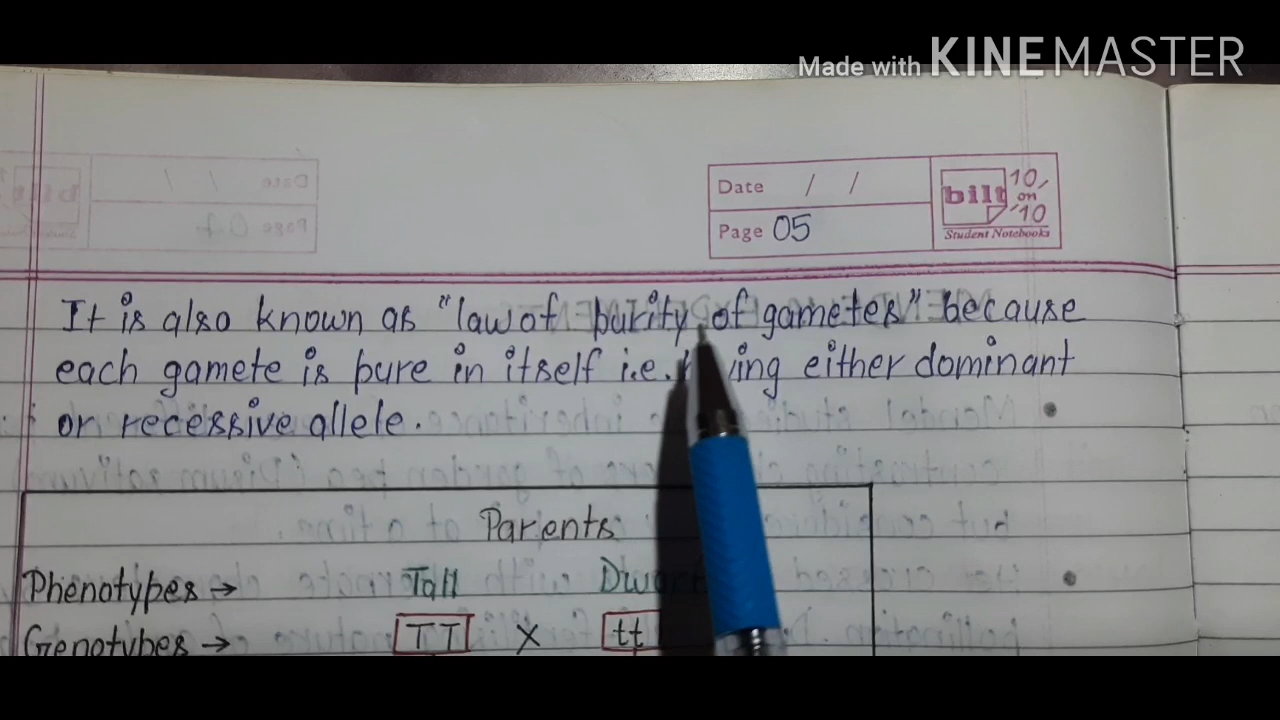 Made with KINEMASTER
Date / /
Page 05
bilt 10 on 10
Student Notebooks
It is also known as "law of purity of gametes" because
each gamete is pure in itself i.e. either dominant
or recessive allele.
Parents
Phenotypes → Tall
Genotypes → TT X tt